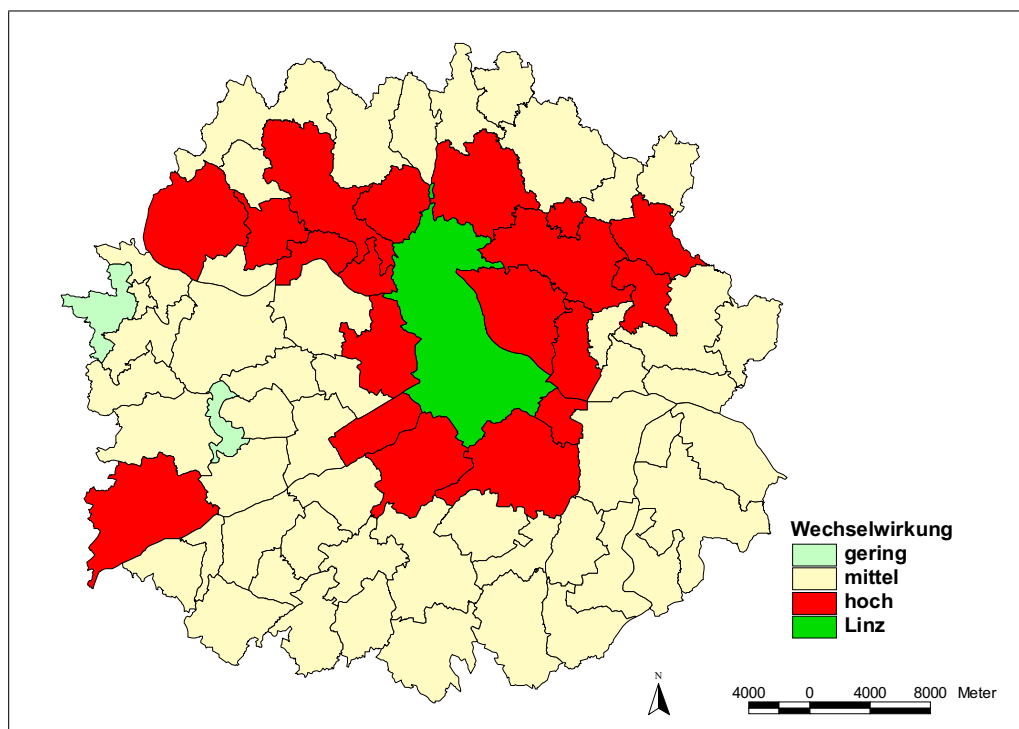 Wechselwirkung
gering
mittel
hoch
Linz
N
4000 0 4000 8000 Meter